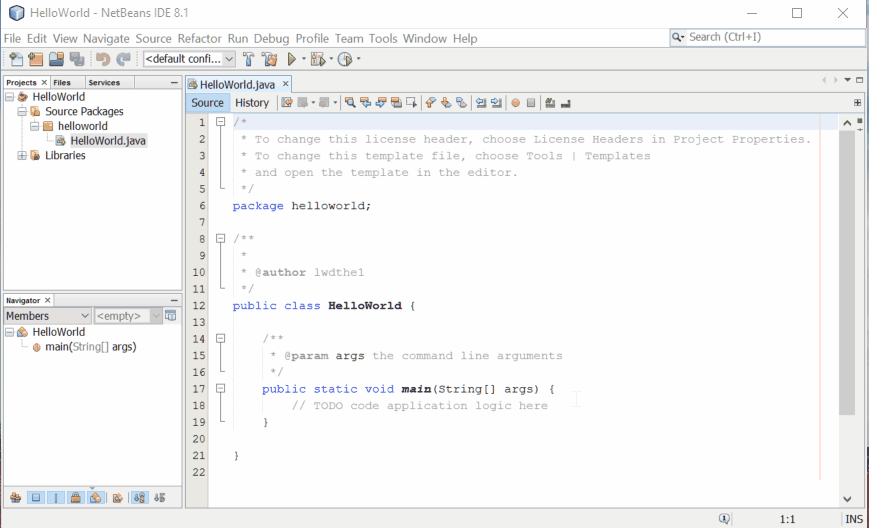 HelloWorld - NetBeans IDE 8.1
File Edit View Navigate Source Refactor Run Debug Profile Team Tools Window Help
Search (Ctrl+I)
<default confi...
Projects Files Services
HelloWorld
Source Packages
helloworld
HelloWorld.java
Libraries
Navigator
Members <empty>
HelloWorld
main(String[] args)
HelloWorld.java
Source History
1 /*
2 * To change this license header, choose License Headers in Project Properties.
3 * To change this template file, choose Tools | Templates
4 * and open the template in the editor.
5 */
6 package helloworld;
7
8 /**
9 *
10 * @author lwdthe1
11 */
12 public class HelloWorld {
13
14 /**
15 * @param args the command line arguments
16 */
17 public static void main(String[] args) {
18 // TODO code application logic here
19 }
20
21 }
22
1:1 INS